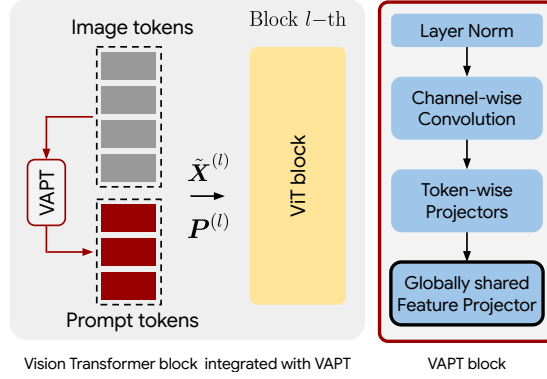 Image tokens
Block l−th
VAPT
X̃^(l)
P^(l)
ViT block
Prompt tokens
Vision Transformer block integrated with VAPT
Layer Norm
Channel-wise
Convolution
Token-wise
Projectors
Globally shared
Feature Projector
VAPT block